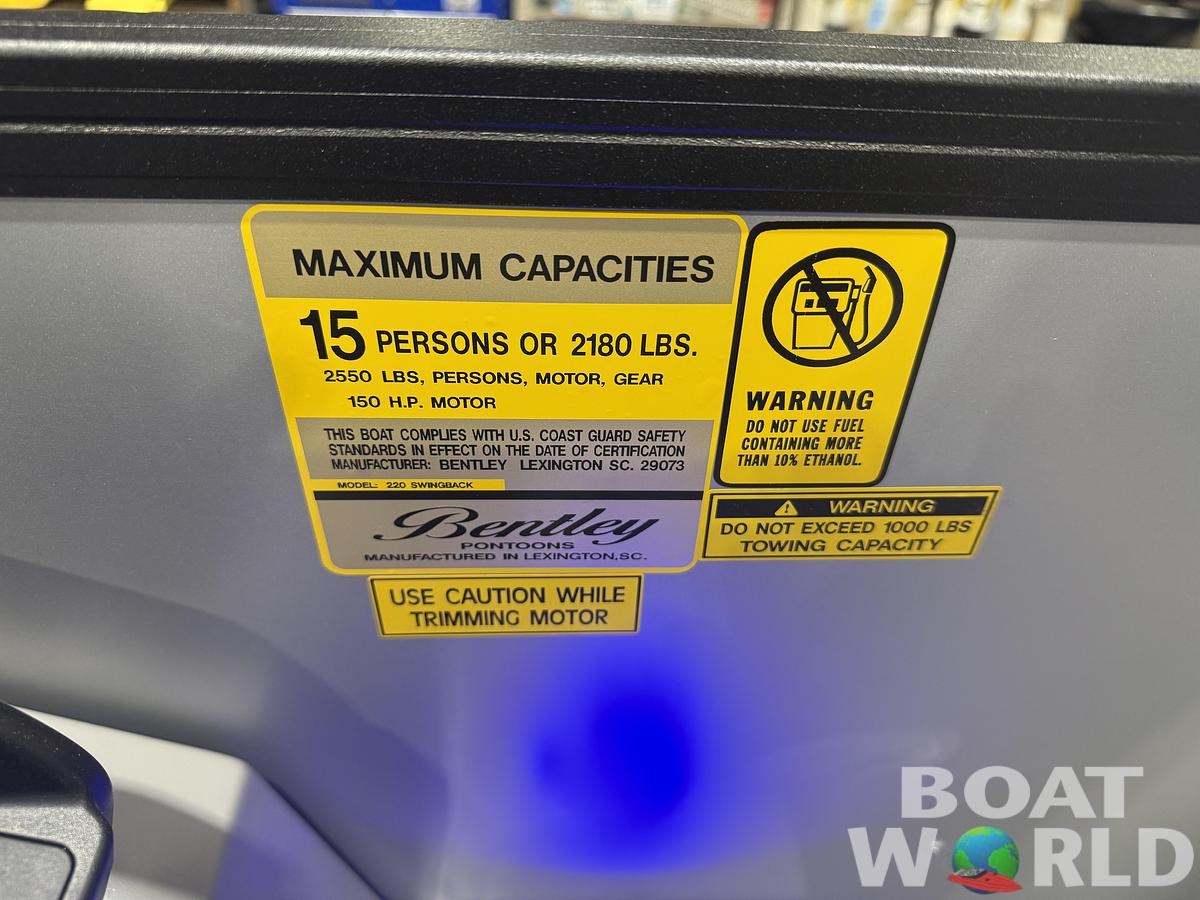 MAXIMUM CAPACITIES
15 PERSONS OR 2180 LBS.
2550 LBS, PERSONS, MOTOR, GEAR
150 H.P. MOTOR
THIS BOAT COMPLIES WITH U.S. COAST GUARD SAFETY
STANDARDS IN EFFECT ON THE DATE OF CERTIFICATION
MANUFACTURER: BENTLEY LEXINGTON SC. 29073
MODEL: 220 SWINGBACK
Bentley
PONTOONS
MANUFACTURED IN LEXINGTON, SC.
WARNING
DO NOT USE FUEL
CONTAINING MORE
THAN 10% ETHANOL.
WARNING
DO NOT EXCEED 1000 LBS
TOWING CAPACITY
USE CAUTION WHILE
TRIMMING MOTOR
BOAT
WORLD